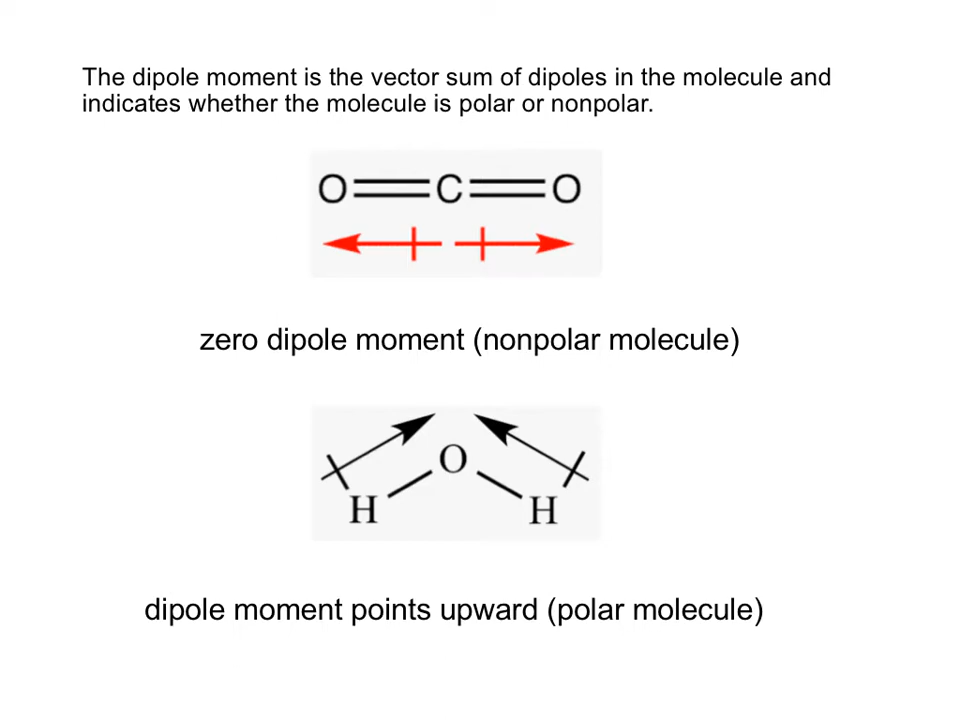 The dipole moment is the vector sum of dipoles in the molecule and
indicates whether the molecule is polar or nonpolar.
O C O
zero dipole moment (nonpolar molecule)
O
H H
dipole moment points upward (polar molecule)